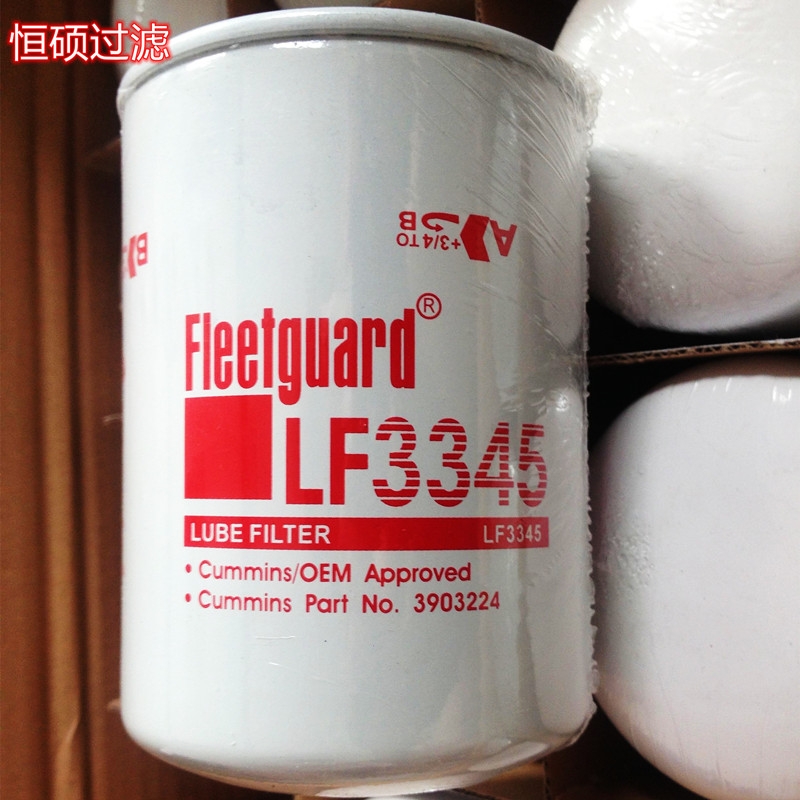 恒硕过滤
A B
+3/4 TO
B
Fleetguard®
LF3345
LUBE FILTER LF3345
• Cummins/OEM Approved
• Cummins Part No. 3903224